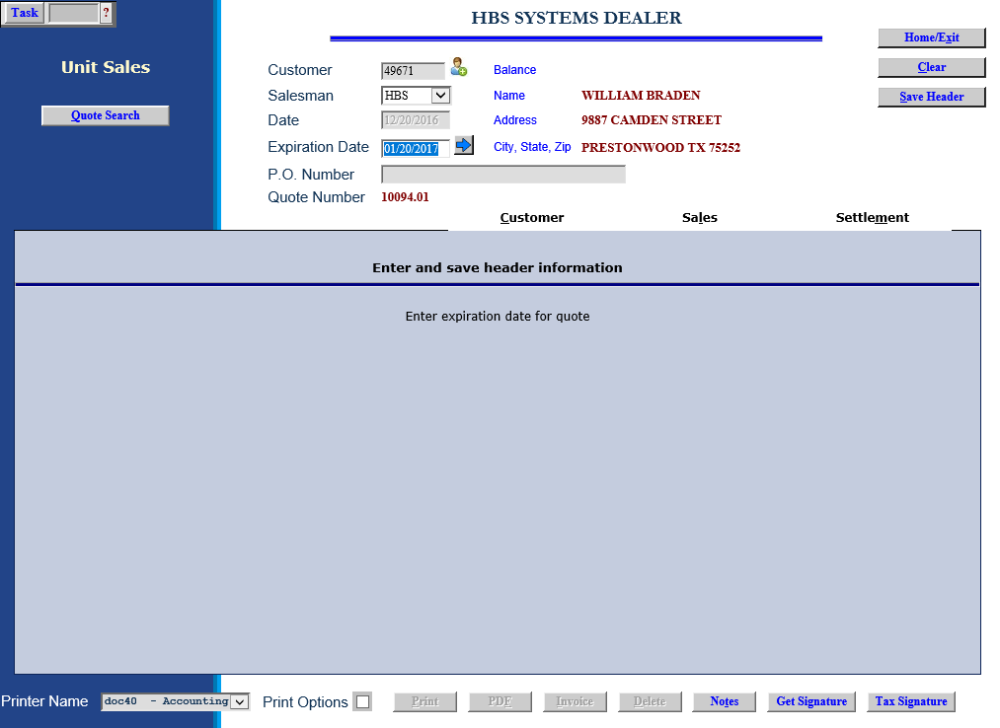 Task ?
HBS SYSTEMS DEALER
Home/Exit
Unit Sales
Customer 49671 Balance
Clear
Salesman HBS Name WILLIAM BRADEN
Save Header
Quote Search
Date 12/20/2016 Address 9887 CAMDEN STREET
Expiration Date 01/20/2017 City, State, Zip PRESTONWOOD TX 75252
P.O. Number
Quote Number 10094.01
Customer Sales Settlement
Enter and save header information
Enter expiration date for quote
Printer Name doc40 - Accounting Print Options Print PDF Invoice Delete Notes Get Signature Tax Signature